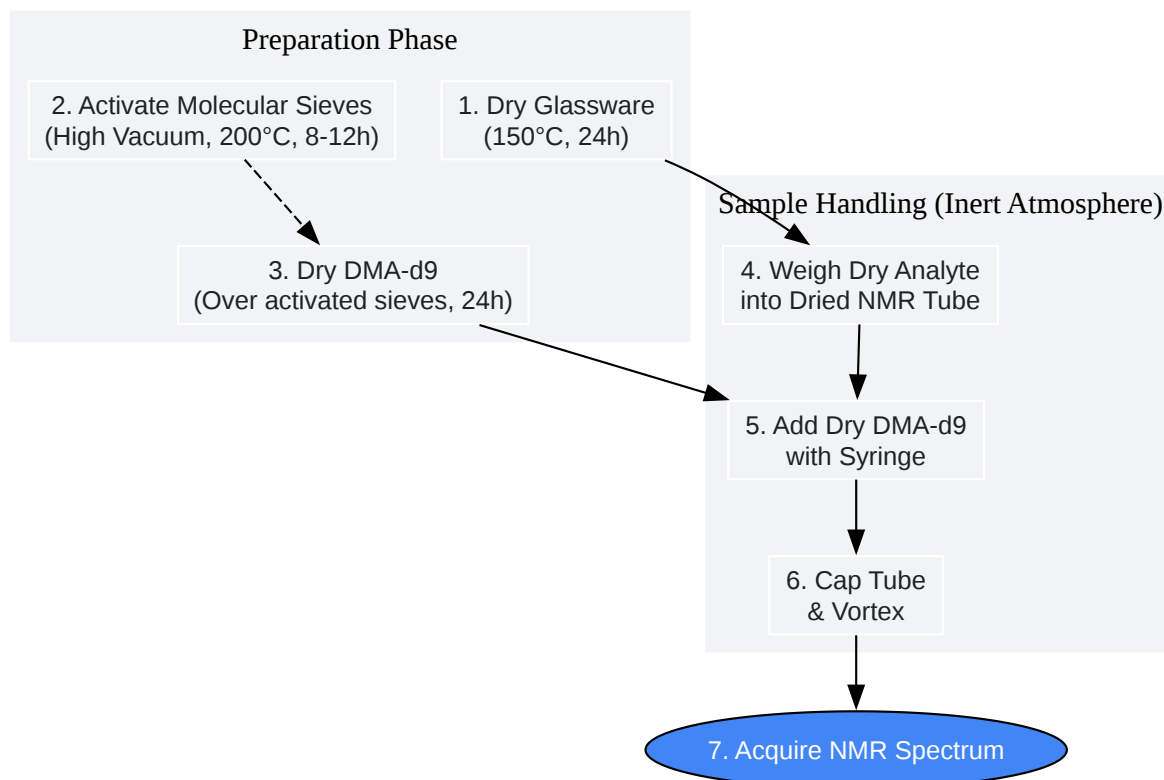 Preparation Phase
2. Activate Molecular Sieves
(High Vacuum, 200°C, 8-12h)
1. Dry Glassware
(150°C, 24h)
3. Dry DMA-d9
(Over activated sieves, 24h)
Sample Handling (Inert Atmosphere)
4. Weigh Dry Analyte
into Dried NMR Tube
5. Add Dry DMA-d9
with Syringe
6. Cap Tube
& Vortex
7. Acquire NMR Spectrum